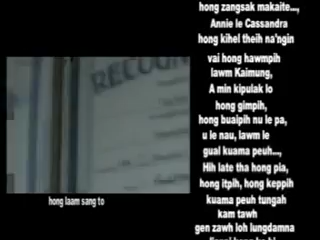 RECOGN
hong laam sang to
hong zangsak makaite...,
Annie le Cassandra
hong kihel theih na'ngin
vai hong hawmpih
lawm Kaimung,
A min kipulak lo
hong gimpih,
hong buaipih nu le pa,
u le nau, lawm le
gual kuama peuh...,
Hih late tha hong pia,
hong itpih, hong keppih
kuama peuh tungah
kam tawh
gen zawh loh lungdamna